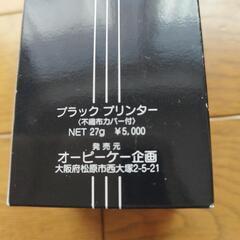 ブラック プリンター
(不織布カバー付)
NET 27g ¥5,000
発売元
オーピーケー企画
大阪府松原市西大塚2-5-21